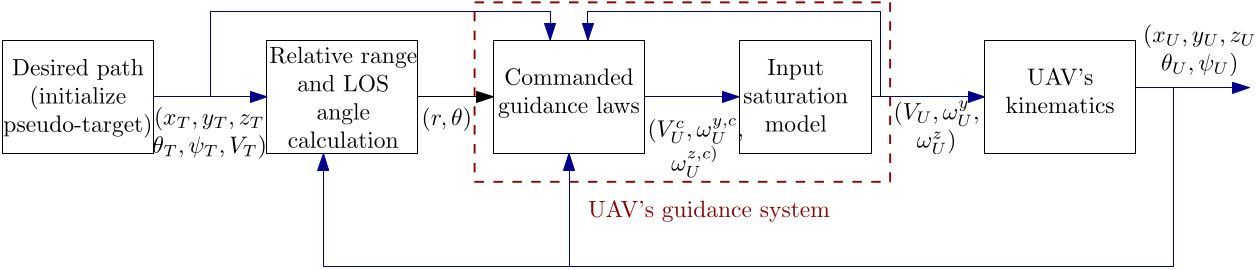 Desired path
(initialize
pseudo-target)
(x_T, y_T, z_T
θ_T, ψ_T, V_T)
Relative range
and LOS
angle
calculation
(r, θ)
Commanded
guidance laws
(V_U^c, ω_U^{y,c},
ω_U^{z,c)}
Input
saturation
model
(V_U, ω_U^y,
ω_U^z)
UAV's
kinematics
(x_U, y_U, z_U
θ_U, ψ_U)
UAV's guidance system